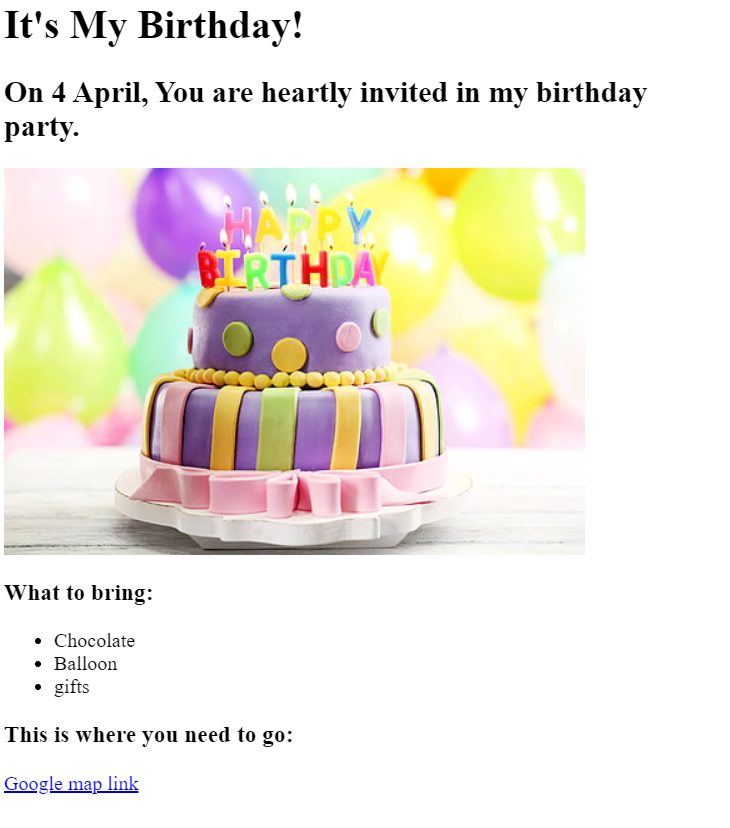 It's My Birthday!
On 4 April, You are heartly invited in my birthday
party.
HAPPY
BIRTHDAY
What to bring:
Chocolate
Balloon
gifts
This is where you need to go:
Google map link